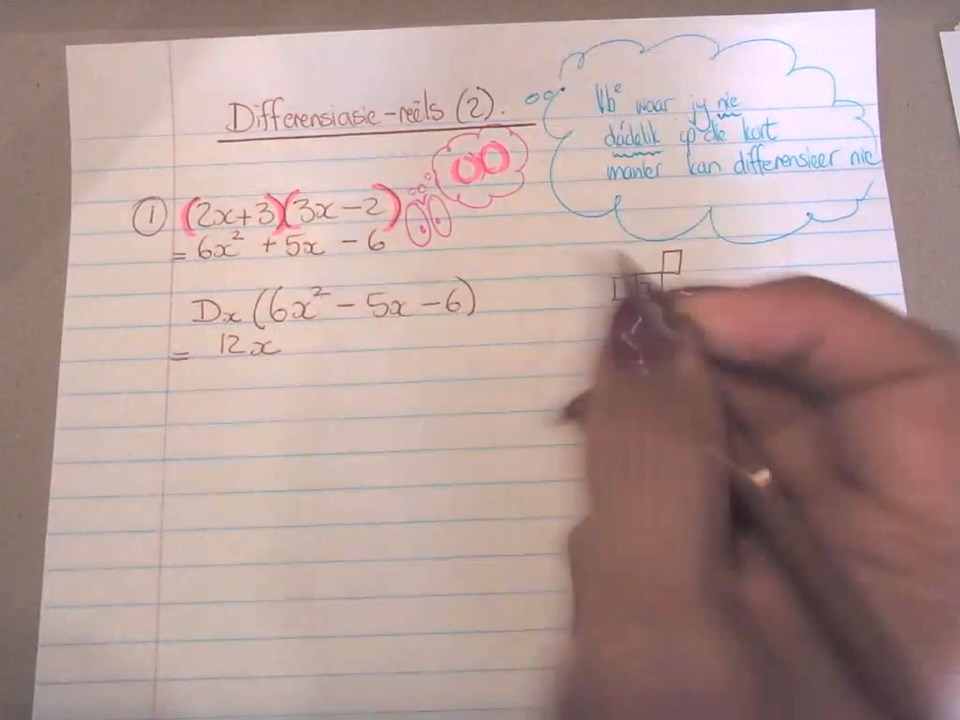 Differensiasie-reëls (2).
Vbe waar jy nie
dadelik op die kort
manier kan differensieer nie
① (2x+3)(3x-2)
= 6x² + 5x - 6
Dx (6x² - 5x - 6)
= 12x